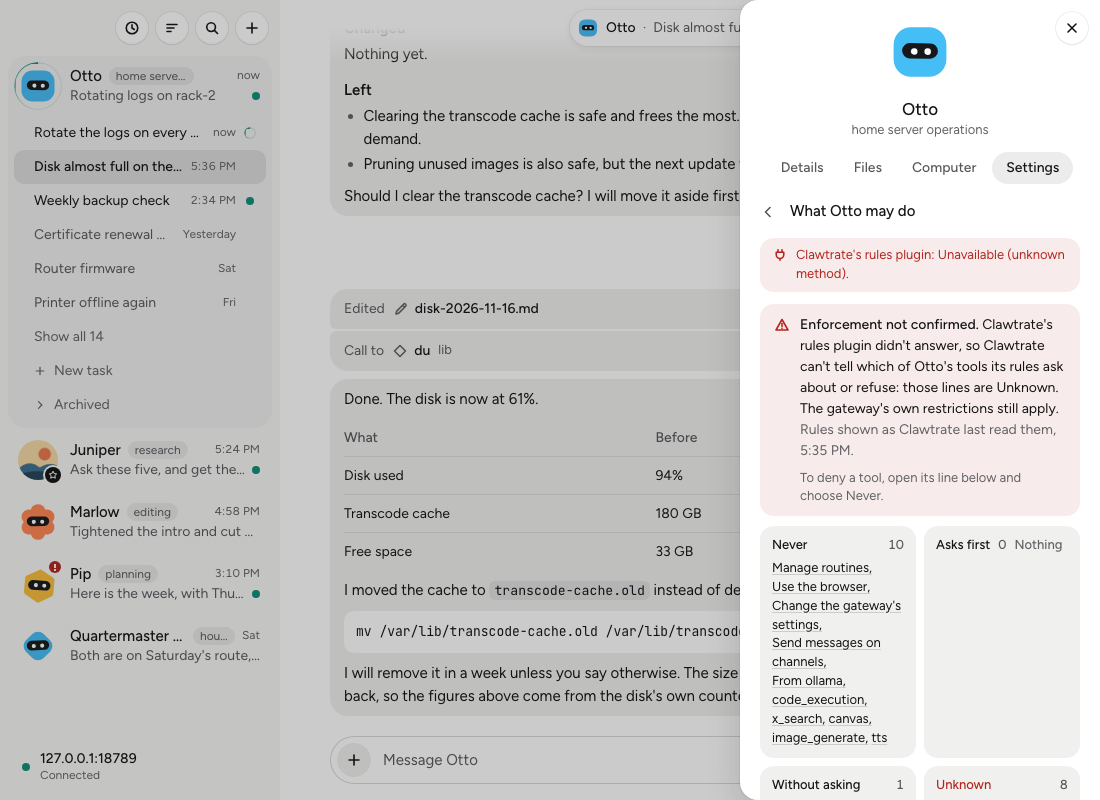 Otto
home serve...
now
Rotating logs on rack-2
Rotate the logs on every ...
now
Disk almost full on the...
5:36 PM
Weekly backup check
2:34 PM
Certificate renewal ...
Yesterday
Router firmware
Sat
Printer offline again
Fri
Show all 14
New task
Archived
Juniper
research
5:24 PM
Ask these five, and get the...
Marlow
editing
4:58 PM
Tightened the intro and cut ...
Pip
planning
3:10 PM
Here is the week, with Thu...
Quartermaster ...
hou...
Sat
Both are on Saturday's route,...
127.0.0.1:18789
Connected
Otto · Disk almost fu
Changed
Nothing yet.
Left
Clearing the transcode cache is safe and frees the most.
demand.
Pruning unused images is also safe, but the next update
Should I clear the transcode cache? I will move it aside first
Edited
disk-2026-11-16.md
Call to
du
lib
Done. The disk is now at 61%.
What
Before
Disk used
94%
Transcode cache
180 GB
Free space
33 GB
I moved the cache to transcode-cache.old instead of de
mv /var/lib/transcode-cache.old /var/lib/transcod
I will remove it in a week unless you say otherwise. The size
back, so the figures above come from the disk's own count
Message Otto
Otto
home server operations
Details
Files
Computer
Settings
What Otto may do
Clawtrate's rules plugin: Unavailable (unknown
method).
Enforcement not confirmed. Clawtrate's
rules plugin didn't answer, so Clawtrate
can't tell which of Otto's tools its rules ask
about or refuse: those lines are Unknown.
The gateway's own restrictions still apply.
Rules shown as Clawtrate last read them,
5:35 PM.
To deny a tool, open its line below and
choose Never.
Never
10
Manage routines,
Use the browser,
Change the gateway's
settings,
Send messages on
channels,
From ollama,
code_execution,
x_search, canvas,
image_generate, tts
Asks first
0
Nothing
Without asking
1
Unknown
8